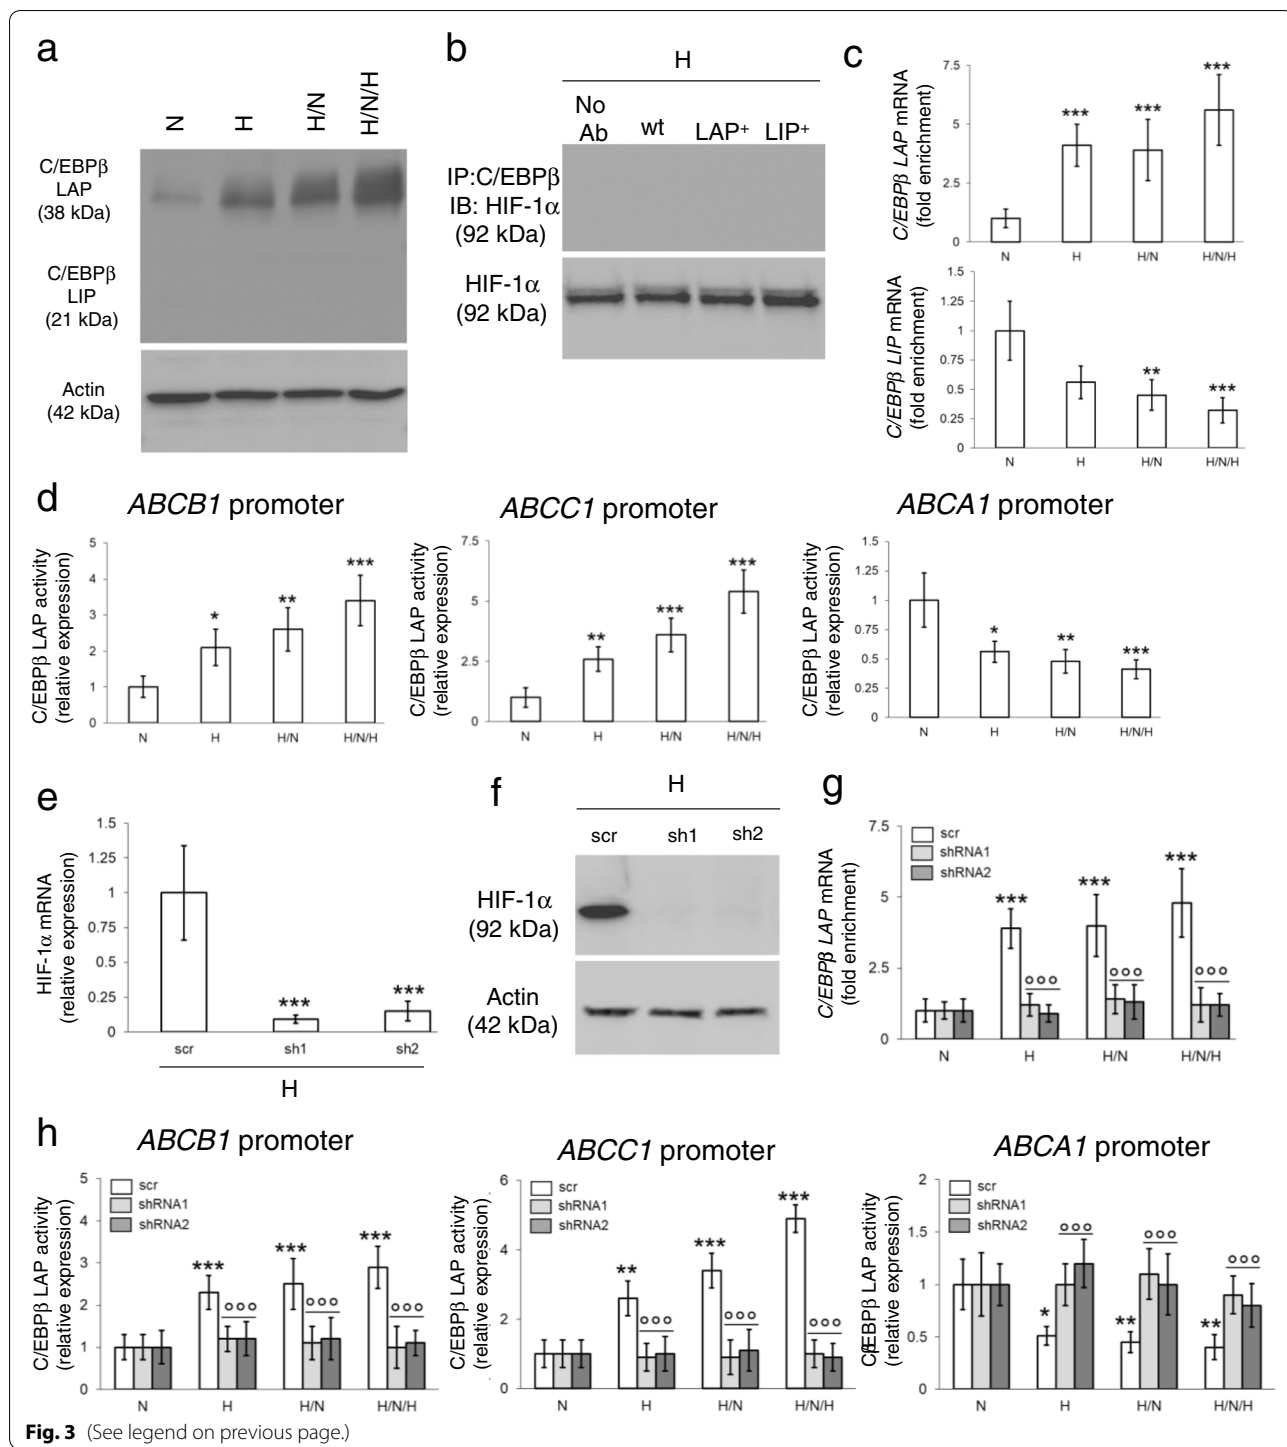 a
N
H
H/N
H/N/H
C/EBPβ
LAP
(38 kDa)
C/EBPβ
LIP
(21 kDa)
Actin
(42 kDa)
b
H
No
Ab
wt
LAP+
LIP+
IP:C/EBPβ
IB: HIF-1α
(92 kDa)
HIF-1α
(92 kDa)
c
C/EBPβ LAP mRNA
(fold enrichment)
7.5
5
2.5
0
***
***
***
N H H/N H/N/H
C/EBPβ LIP mRNA
(fold enrichment)
1.5
1.25
1
0.75
0.5
0.25
0
**
***
N H H/N H/N/H
d
ABCB1 promoter
C/EBPβ LAP activity
(relative expression)
5
4
3
2
1
0
*
**
***
N H H/N H/N/H
ABCC1 promoter
C/EBPβ LAP activity
(relative expression)
7.5
5
2.5
0
**
***
***
N H H/N H/N/H
ABCA1 promoter
C/EBPβ LAP activity
(relative expression)
1.5
1.25
1
0.75
0.5
0.25
0
*
**
***
N H H/N H/N/H
e
HIF-1α mRNA
(relative expression)
1.5
1.25
1
0.75
0.5
0.25
0
***
***
scr sh1 sh2
H
f
H
scr sh1 sh2
HIF-1α
(92 kDa)
Actin
(42 kDa)
g
C/EBPβ LAP mRNA
(fold enrichment)
7.5
5
2.5
0
scr
shRNA1
shRNA2
***
°°°
***
°°°
***
°°°
N H H/N H/N/H
h
ABCB1 promoter
C/EBPβ LAP activity
(relative expression)
5
4
3
2
1
0
scr
shRNA1
shRNA2
***
°°°
***
°°°
***
°°°
N H H/N H/N/H
ABCC1 promoter
C/EBPβ LAP activity
(relative expression)
6
4
2
0
scr
shRNA1
shRNA2
**
°°°
***
°°°
***
°°°
N H H/N H/N/H
ABCA1 promoter
C/EBPβ LAP activity
(relative expression)
2
1.5
1
0.5
0
scr
shRNA1
shRNA2
*
°°°
**
°°°
**
°°°
N H H/N H/N/H
Fig. 3 (See legend on previous page.)